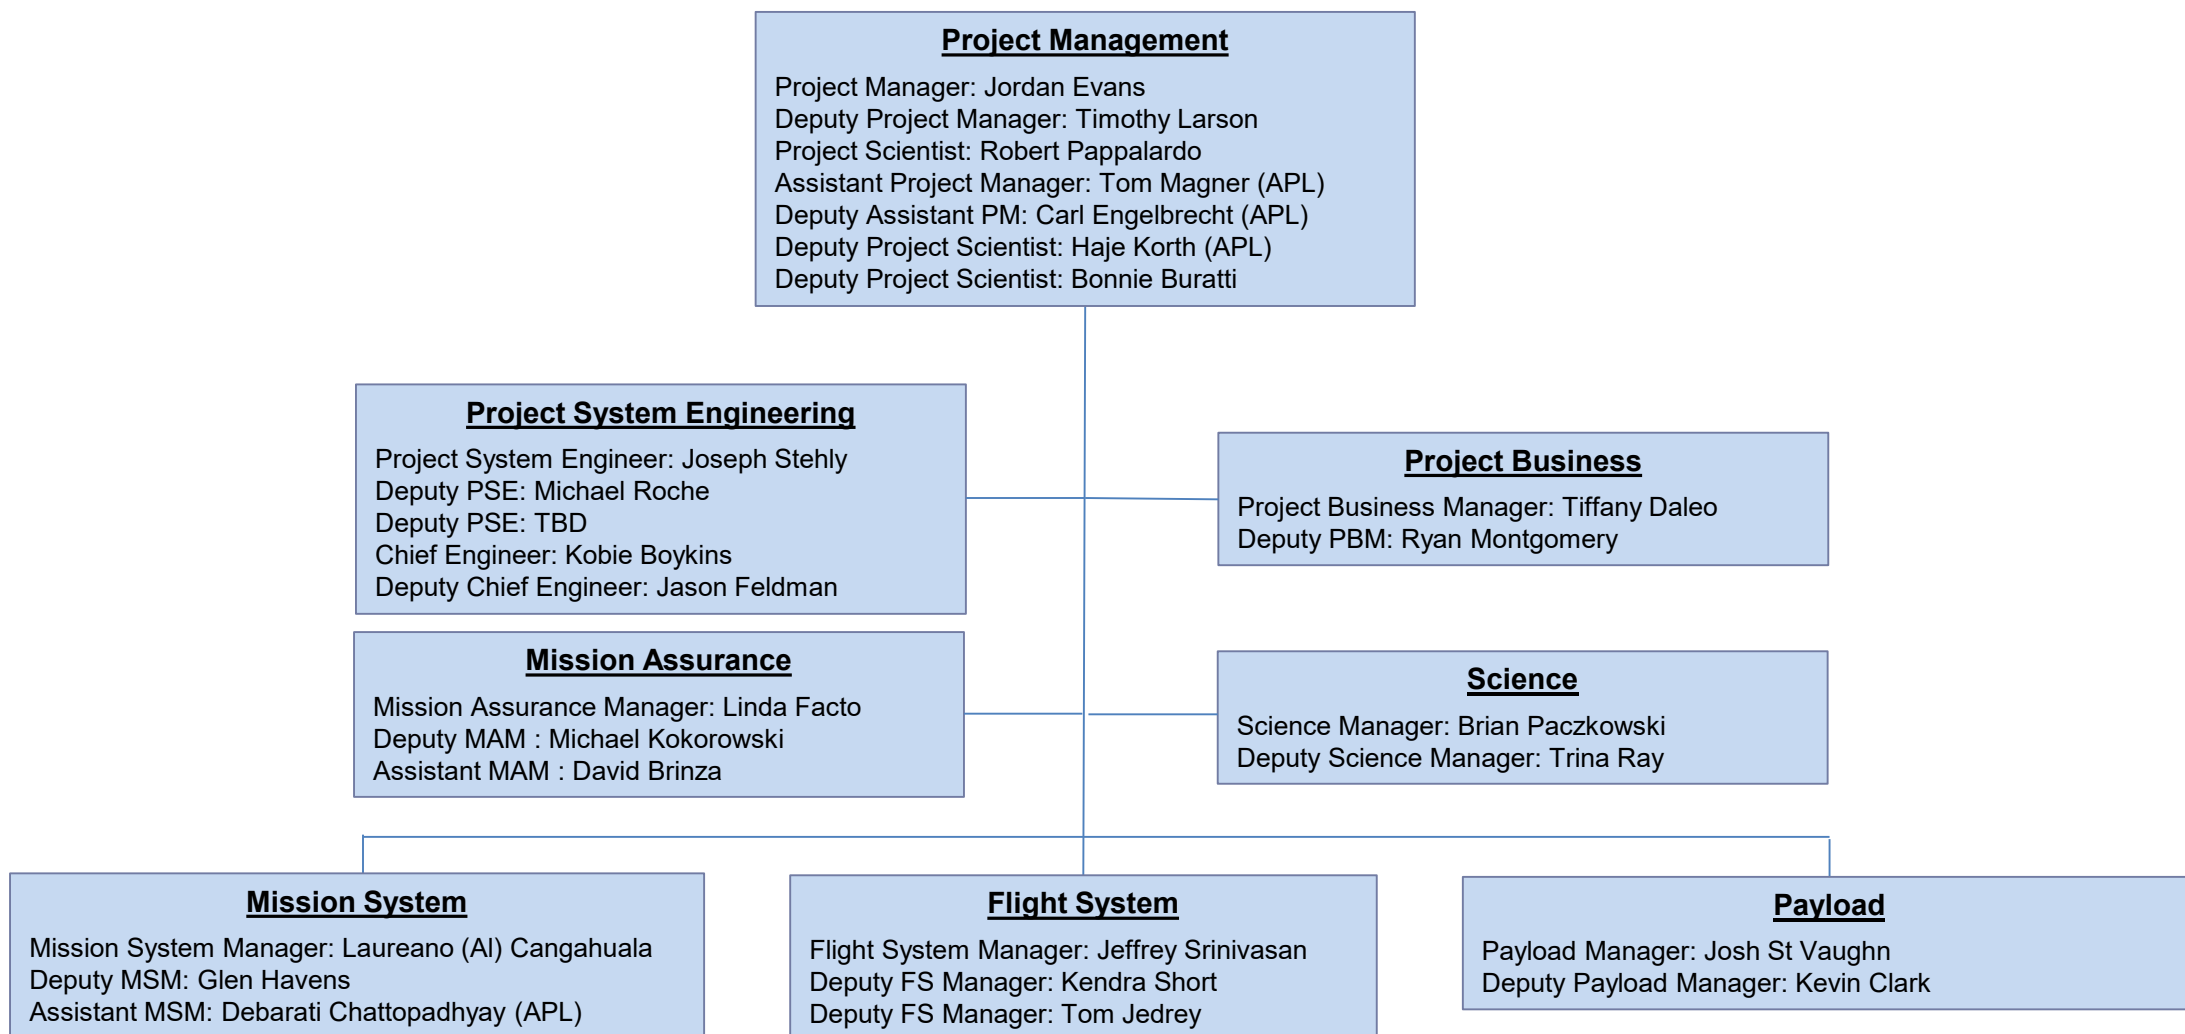 Project Management
Project Manager: Jordan Evans
Deputy Project Manager: Timothy Larson
Project Scientist: Robert Pappalardo
Assistant Project Manager: Tom Magner (APL)
Deputy Assistant PM: Carl Engelbrecht (APL)
Deputy Project Scientist: Haje Korth (APL)
Deputy Project Scientist: Bonnie Buratti
Project System Engineering
Project System Engineer: Joseph Stehly
Deputy PSE: Michael Roche
Deputy PSE: TBD
Chief Engineer: Kobie Boykins
Deputy Chief Engineer: Jason Feldman
Project Business
Project Business Manager: Tiffany Daleo
Deputy PBM: Ryan Montgomery
Mission Assurance
Mission Assurance Manager: Linda Facto
Deputy MAM : Michael Kokorowski
Assistant MAM : David Brinza
Science
Science Manager: Brian Paczkowski
Deputy Science Manager: Trina Ray
Mission System
Mission System Manager: Laureano (Al) Cangahuala
Deputy MSM: Glen Havens
Assistant MSM: Debarati Chattopadhyay (APL)
Flight System
Flight System Manager: Jeffrey Srinivasan
Deputy FS Manager: Kendra Short
Deputy FS Manager: Tom Jedrey
Payload
Payload Manager: Josh St Vaughn
Deputy Payload Manager: Kevin Clark